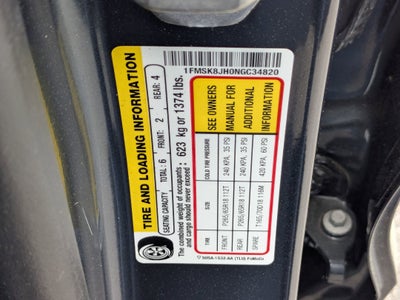 1FMSK8JH0NGC34820
TIRE AND LOADING INFORMATION
SEATING CAPACITY TOTAL: 6 FRONT: 2 REAR: 4
The combined weight of occupants
and cargo should never exceed : 623 kg or 1374 lbs.
TIRE SIZE COLD TIRE PRESSURE
FRONT P255/65R18 112T 240 KPA, 35 PSI
REAR P255/65R18 112T 240 KPA, 35 PSI
SPARE T165/70D18 116M 420 KPA, 60 PSI
SEE OWNERS
MANUAL FOR
ADDITIONAL
INFORMATION